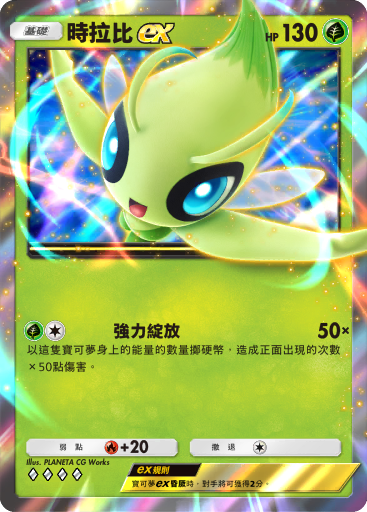 基礎 時拉比ex HP 130
強力綻放 50×
以這隻寶可夢身上的能量的數量擲硬幣，造成正面出現的次數
×50點傷害。
弱點 +20 撤退
Illus. PLANETA CG Works
ex規則
寶可夢ex昏厥時，對手將可獲得2分。